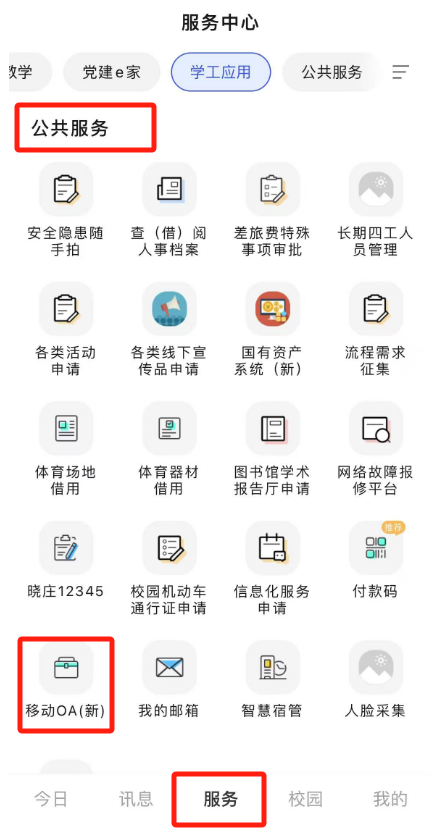 服务中心
数学 党建e家 学工应用 公共服务
公共服务
安全隐患随 查（借）阅 差旅费特殊 长期四工人
手拍 人事档案 事项审批 员管理
各类活动 各类线下宣 国有资产 流程需求
申请 传品申请 系统（新） 征集
体育场地 体育器材 图书馆学术 网络故障报
借用 借用 报告厅申请 修平台
推荐
晓庄12345 校园机动车 信息化服务 付款码
通行证申请 申请
移动OA(新) 我的邮箱 智慧宿管 人脸采集
今日 讯息 服务 校园 我的